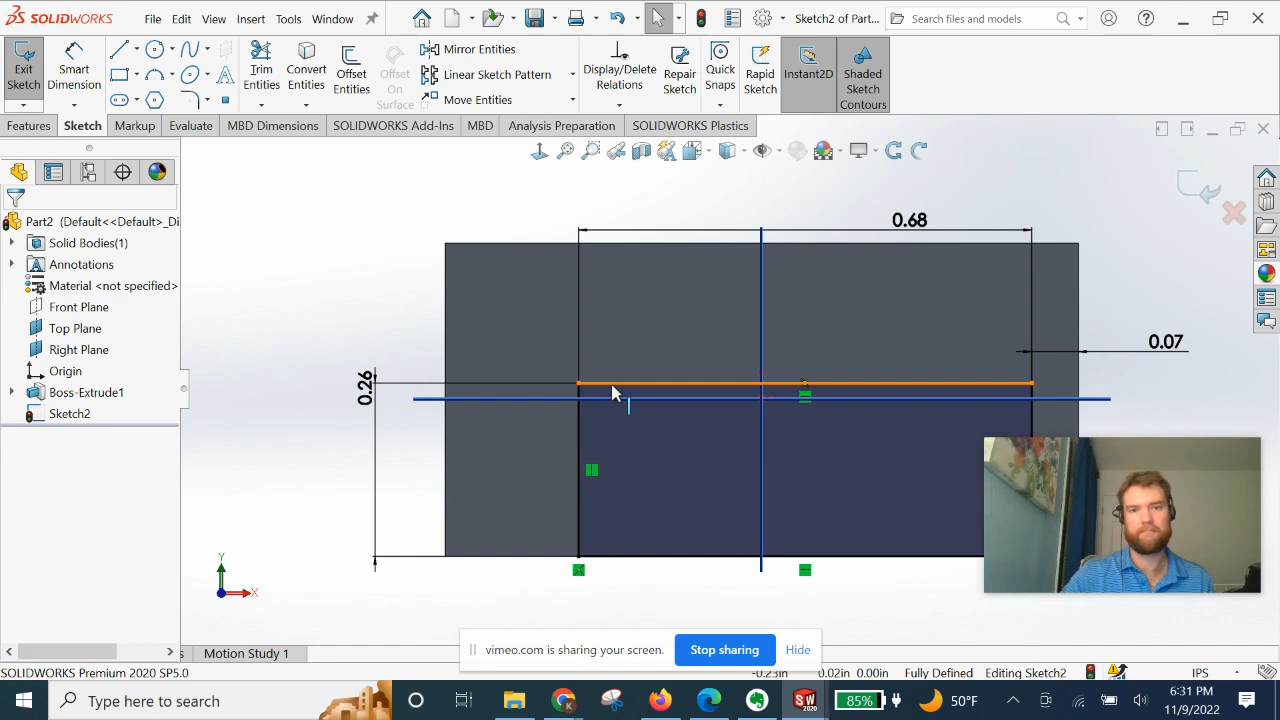 SOLIDWORKS
File
Edit
View
Insert
Tools
Window
Sketch2 of Part...
Search files and models
Exit Sketch
Smart Dimension
Trim Entities
Convert Entities
Offset Entities
Offset On Surface
Mirror Entities
Linear Sketch Pattern
Move Entities
Display/Delete Relations
Repair Sketch
Quick Snaps
Rapid Sketch
Instant2D
Shaded Sketch Contours
Features
Sketch
Markup
Evaluate
MBD Dimensions
SOLIDWORKS Add-Ins
MBD
Analysis Preparation
SOLIDWORKS Plastics
Part2 (Default<<Default>_Di
Solid Bodies(1)
Annotations
Material <not specified>
Front Plane
Top Plane
Right Plane
Origin
Boss-Extrude1
Sketch2
0.68
0.07
0.26
Y
X
s
Motion Study 1
vimeo.com is sharing your screen.
Stop sharing
Hide
SOLIDWORKS Premium 2020 SP5.0
-0.23in
0.02in
0.00in
Fully Defined
Editing Sketch2
IPS
Type here to search
SW
2020
85%
50°F
6:31 PM
11/9/2022